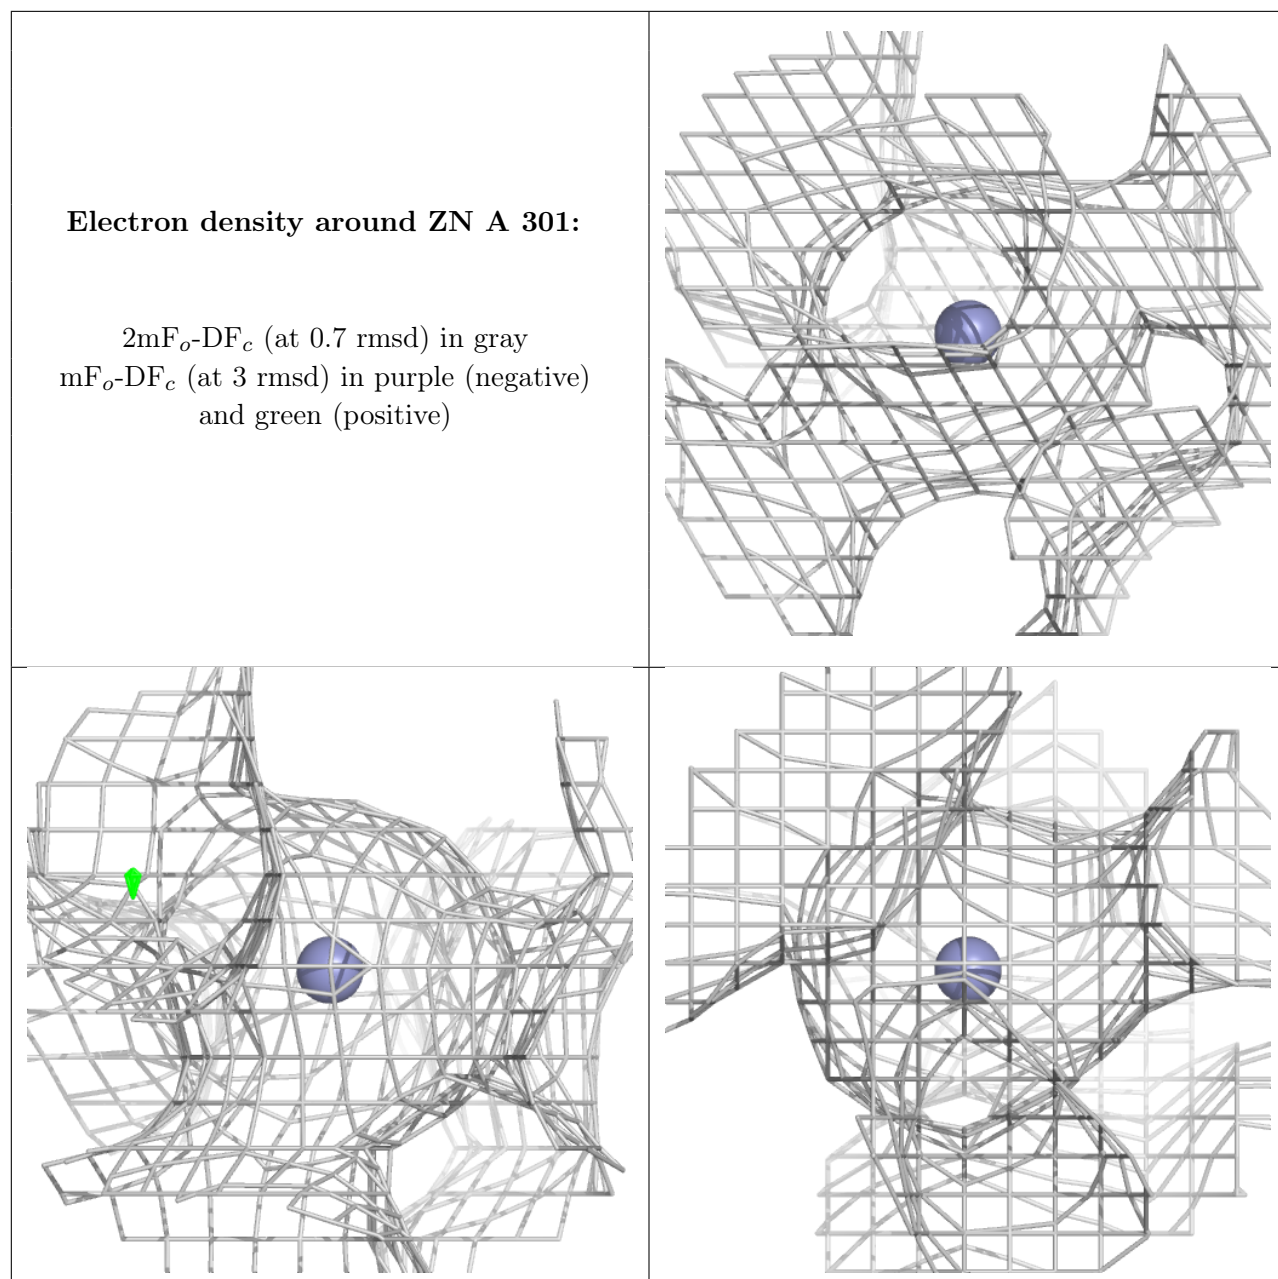 Electron density around ZN A 301:
2mFo-DFc (at 0.7 rmsd) in gray
mFo-DFc (at 3 rmsd) in purple (negative)
and green (positive)